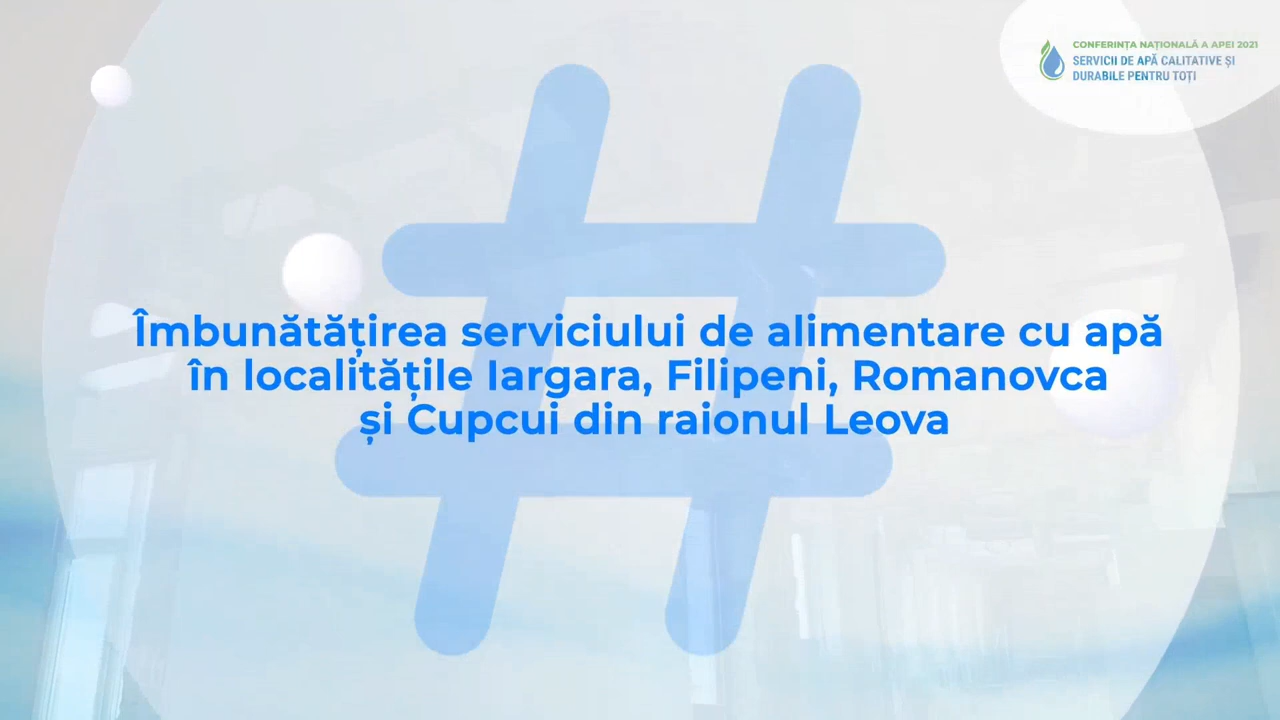 CONFERINȚA NAȚIONALĂ A APEI 2021
SERVICII DE APĂ CALITATIVE ȘI
DURABILE PENTRU TOȚI
Îmbunătățirea serviciului de alimentare cu apă
în localitățile Iargara, Filipeni, Romanovca
și Cupcui din raionul Leova